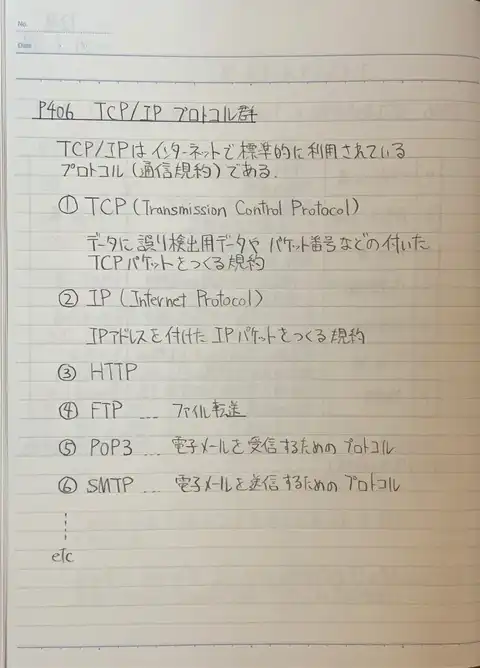 No.
Date
P406 TCP/IP プロトコル群
TCP/IPはインターネットで標準的に利用されている
プロトコル(通信規約)である.
① TCP (Transmission Control Protocol)
データに誤り検出用データや パケット番号などの付いた
TCPパケットをつくる規約
② IP (Internet Protocol)
IPアドレスを付けた IPパケットをつくる規約
③ HTTP
④ FTP ... ファイル転送
⑤ POP3 ... 電子メールを受信するためのプロトコル
⑥ SMTP ... 電子メールを送信するためのプロトコル
etc